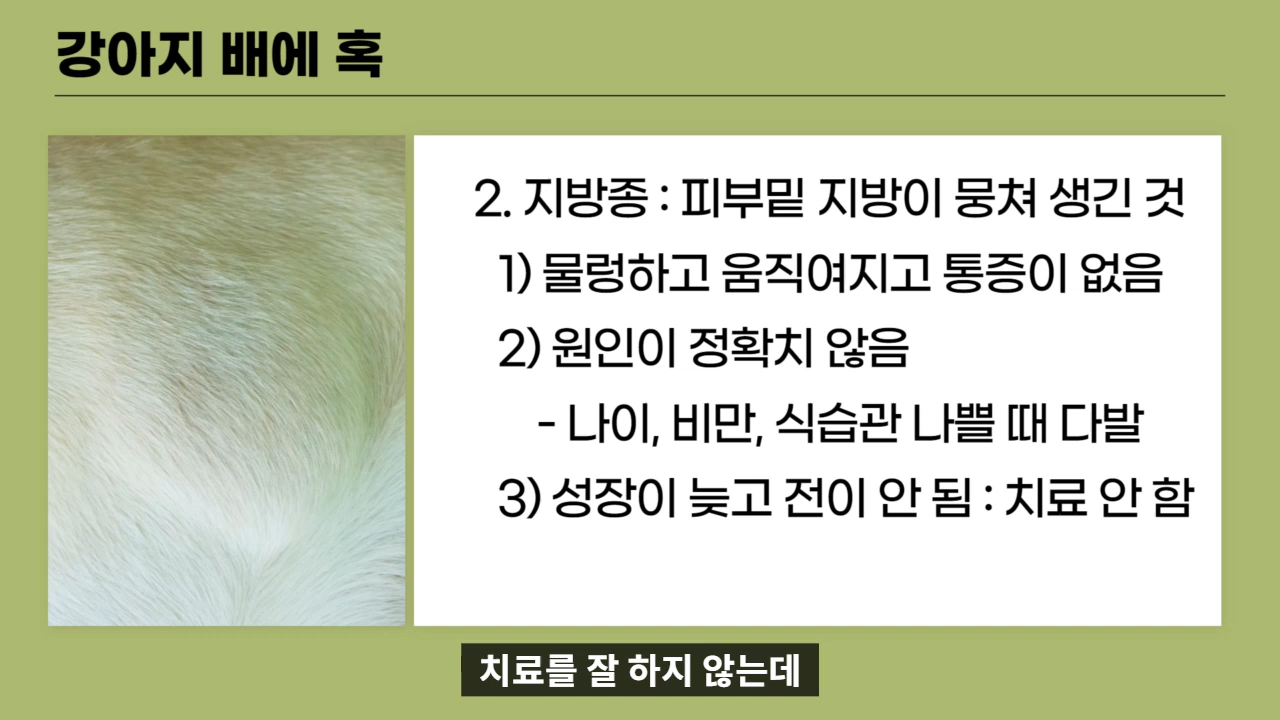 강아지 배에 혹
2. 지방종 : 피부밑 지방이 뭉쳐 생긴 것
1) 물렁하고 움직여지고 통증이 없음
2) 원인이 정확치 않음
- 나이, 비만, 식습관 나쁠 때 다발
3) 성장이 늦고 전이 안 됨 : 치료 안 함
치료를 잘 하지 않는데